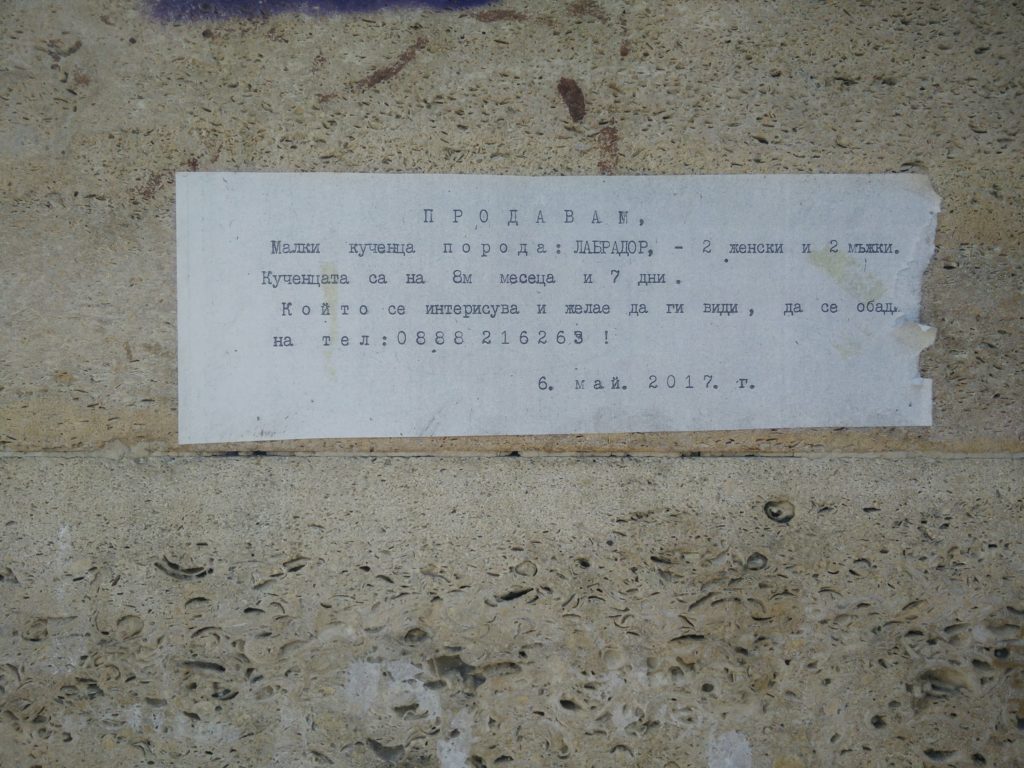 ПРОДАВАМ,
Малки кученца порода: ЛАБРАДОР, - 2 женски и 2 мъжки.
Кученцата са на 8м месеца и 7 дни.
Който се интерисува и желае да ги види, да се обади
на тел:0888 216263 !
6. май. 2017. г.